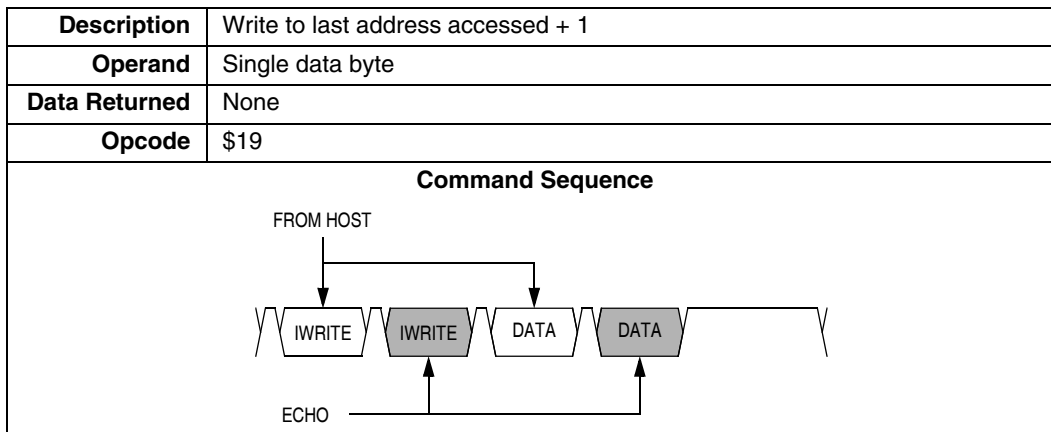 Description Write to last address accessed + 1
Operand Single data byte
Data Returned None
Opcode $19
Command Sequence
FROM HOST
IWRITE IWRITE DATA DATA
ECHO